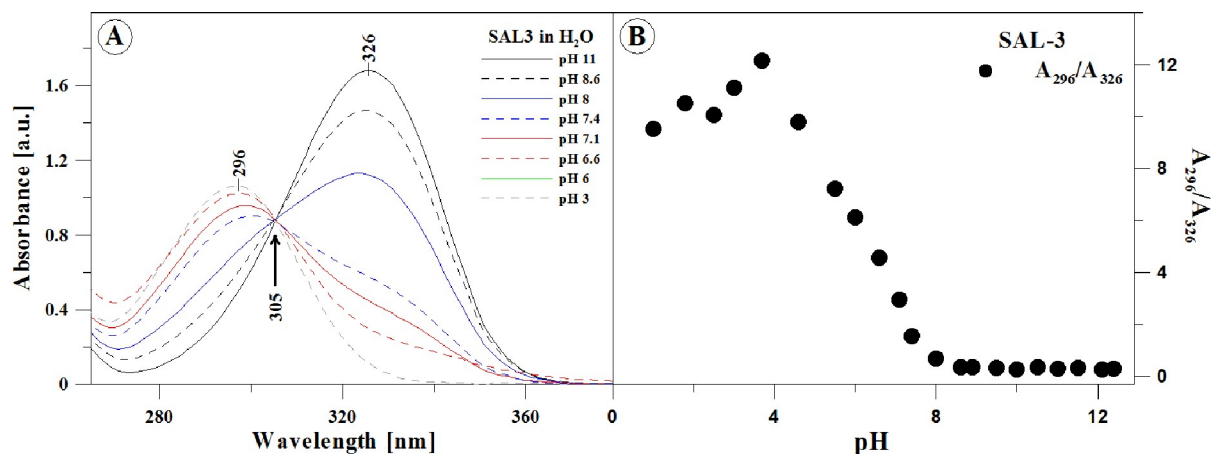 A
SAL3 in H₂O
pH 11
pH 8.6
pH 8
pH 7.4
pH 7.1
pH 6.6
pH 6
pH 3
326
296
305
1.6
1.2
0.8
0.4
0
Absorbance [a.u.]
280
320
360
Wavelength [nm]
B
SAL-3
A₂₉₆/A₃₂₆
12
8
4
0
A₂₉₆/A₃₂₆
0
4
8
12
pH